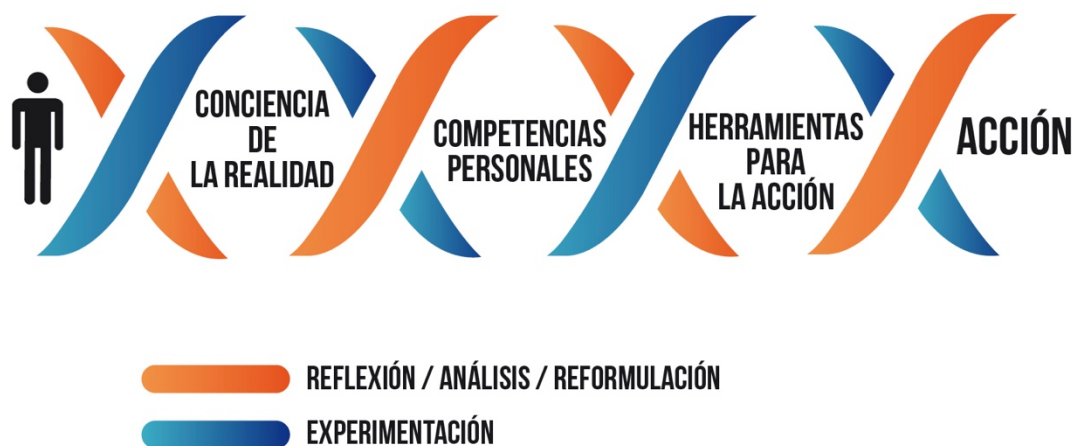 CONCIENCIA
DE
LA REALIDAD
COMPETENCIAS
PERSONALES
HERRAMIENTAS
PARA
LA ACCIÓN
ACCIÓN
REFLEXIÓN / ANÁLISIS / REFORMULACIÓN
EXPERIMENTACIÓN